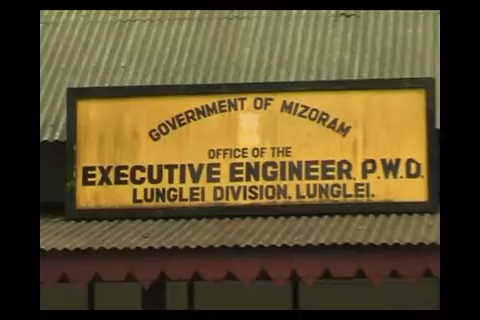 GOVERNMENT OF MIZORAM
OFFICE OF THE
EXECUTIVE ENGINEER, P.W.D.
LUNGLEI DIVISION, LUNGLEI.